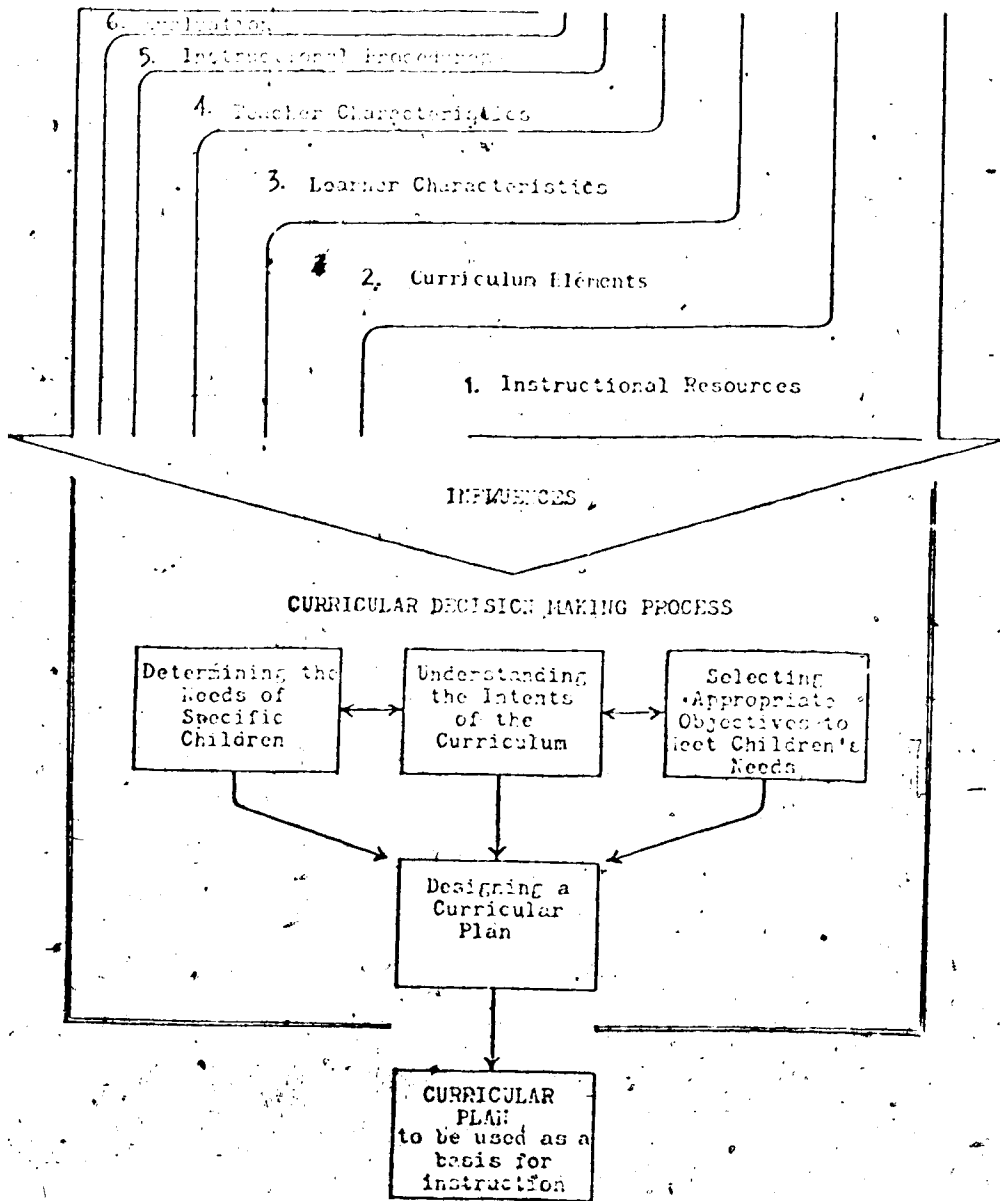 6. Evaluation
5. Instructional Procedures
4. Teacher Characteristics
3. Learner Characteristics
2. Curriculum Elements
1. Instructional Resources
INFLUENCES
CURRICULAR DECISION MAKING PROCESS
Determining the
Needs of
Specific
Children
Understanding
the Intents
of the
Curriculum
Selecting
Appropriate
Objectives to
Meet Children's
Needs
Designing a
Curricular
Plan
CURRICULAR
PLAN
to be used as a
basis for
instruction